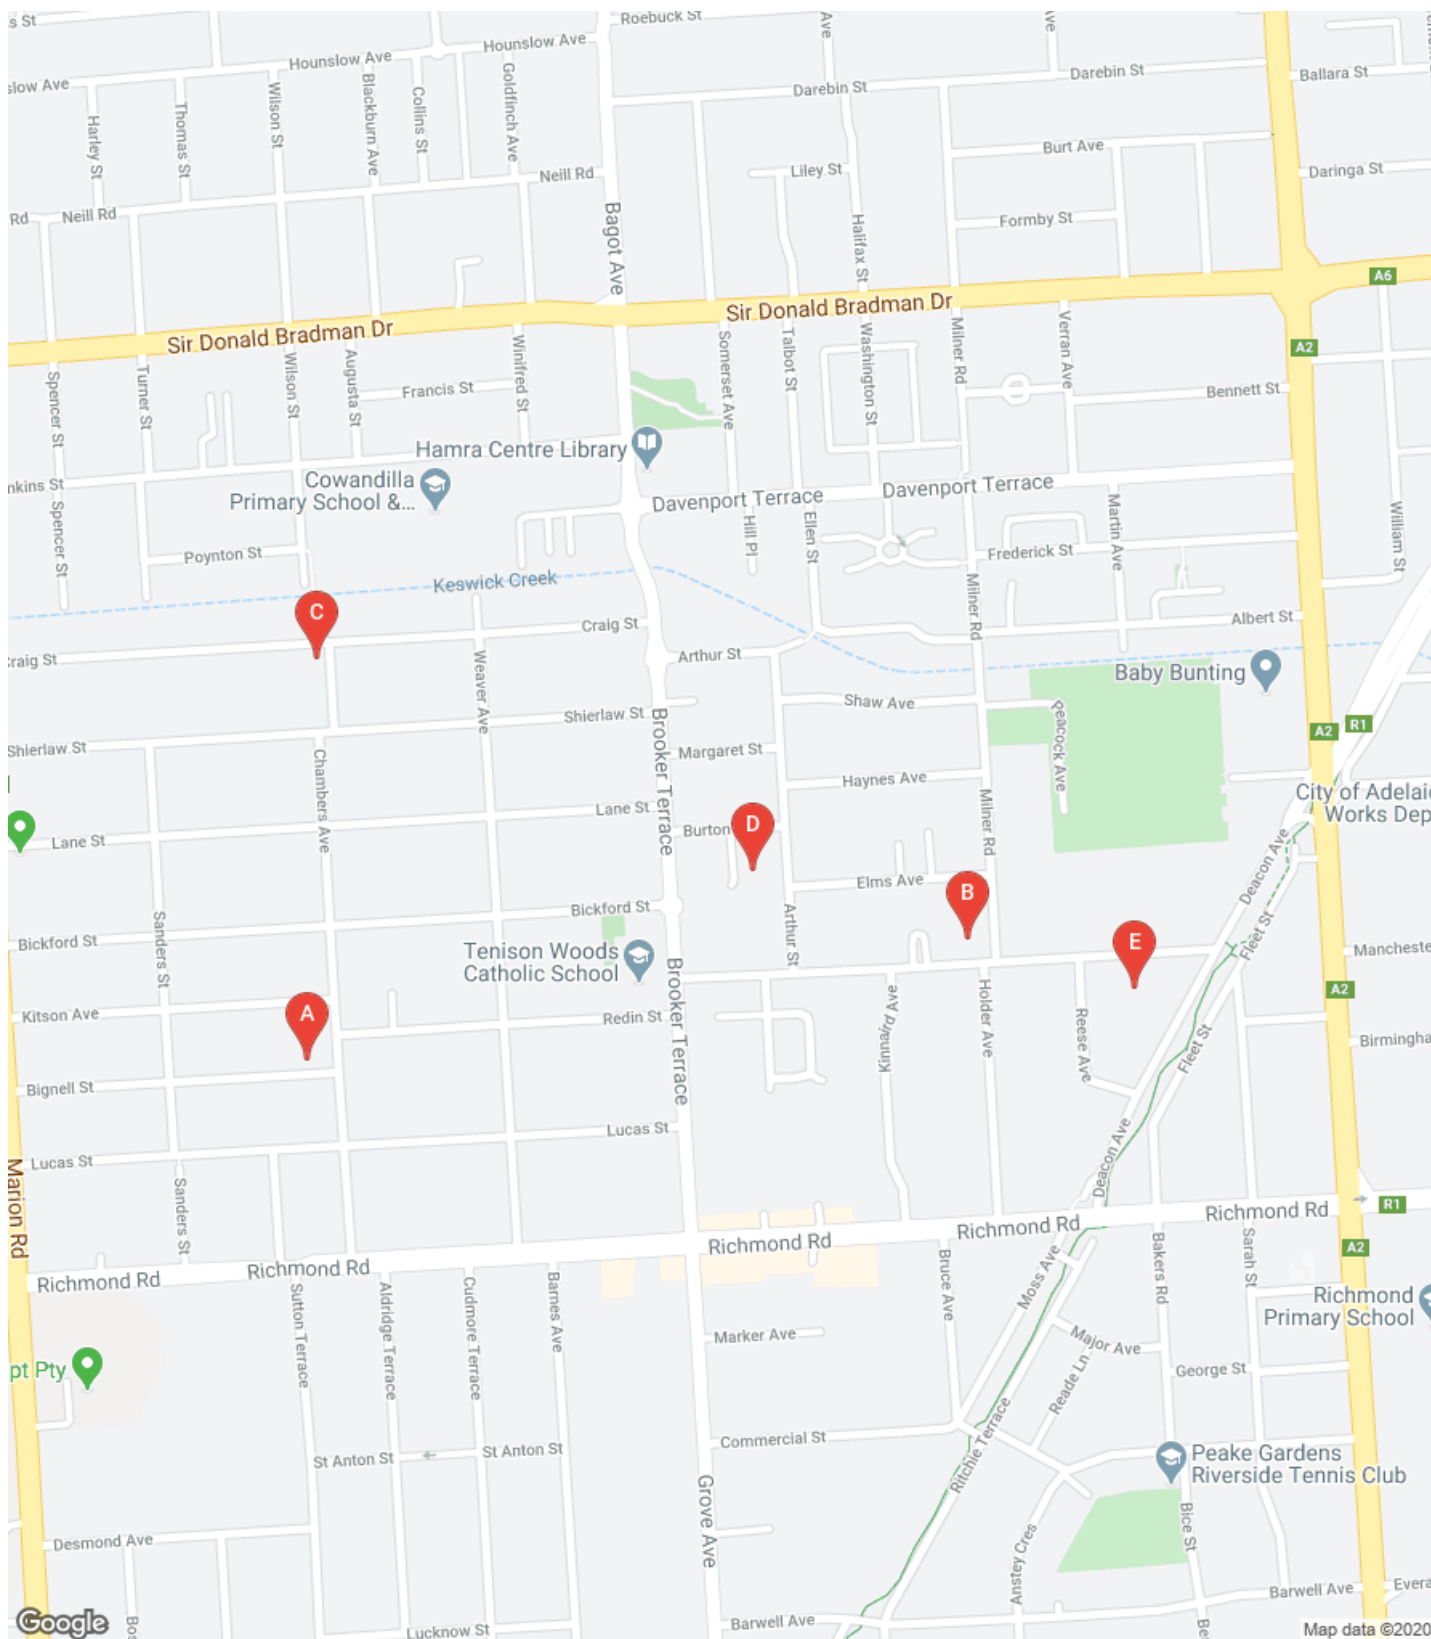 s St
Roebuck St
Ave
Ave
Hounslow Ave
Hounslow Ave
slow Ave
Darebin St
Darebin St
Ballara St
Harley St
Thomas St
Wilson St
Blackburn Ave
Collins St
Goldfinch Ave
Burt Ave
Liley St
Daringa St
Neill Rd
Rd
Neill Rd
Formby St
Halifax St
Bagot Ave
A6
Sir Donald Bradman Dr
Sir Donald Bradman Dr
A2
Spencer St
Turner St
Wilson St
Augusta St
Francis St
Winifred St
Somerset Ave
Talbot St
Washington St
Milner Rd
Verran Ave
Bennett St
Hamra Centre Library
Cowandilla
Primary School &...
nkins St
Davenport Terrace
Davenport Terrace
Spencer St
Hill Pl
Ellen St
Martin Ave
William St
Poynton St
Frederick St
Keswick Creek
Milner Rd
C
Craig St
Albert St
Craig St
Arthur St
Baby Bunting
Weaver Ave
Shierlaw St
Shierlaw St
Shaw Ave
Peacock Ave
A2
R1
Brooker Terrace
Margaret St
Haynes Ave
Chambers Ave
Lane St
Lane St
Burton
D
Milner Rd
City of Adelai
Works Dep
Elms Ave
B
Deacon Ave
Fleet St
Bickford St
Bickford St
Sanders St
Arthur St
E
Manchester
Tenison Woods
Catholic School
Brooker Terrace
A2
Kitson Ave
A
Redin St
Kinnaird Ave
Holder Ave
Reese Ave
Fleet St
Birmingha
Bignell St
Lucas St
Lucas St
Deacon Ave
Marion Rd
Sanders St
R1
Richmond Rd
Richmond Rd
Richmond Rd
Richmond Rd
Richmond Rd
A2
Sutton Terrace
Aldridge Terrace
Cudmore Terrace
Barnes Ave
Bruce Ave
Moss Ave
Bakers Rd
Sarah St
Richmond
Primary School
Marker Ave
Major Ave
pt Pty
Reade Ln
George St
Ritchie Terrace
Commercial St
St Anton St
St Anton St
Peake Gardens
Riverside Tennis Club
Grove Ave
Bice St
Desmond Ave
Anstey Cres
Barwell Ave
Evera
Bos
Lucknow St
Barwell Ave
Be
Google
Map data ©2020